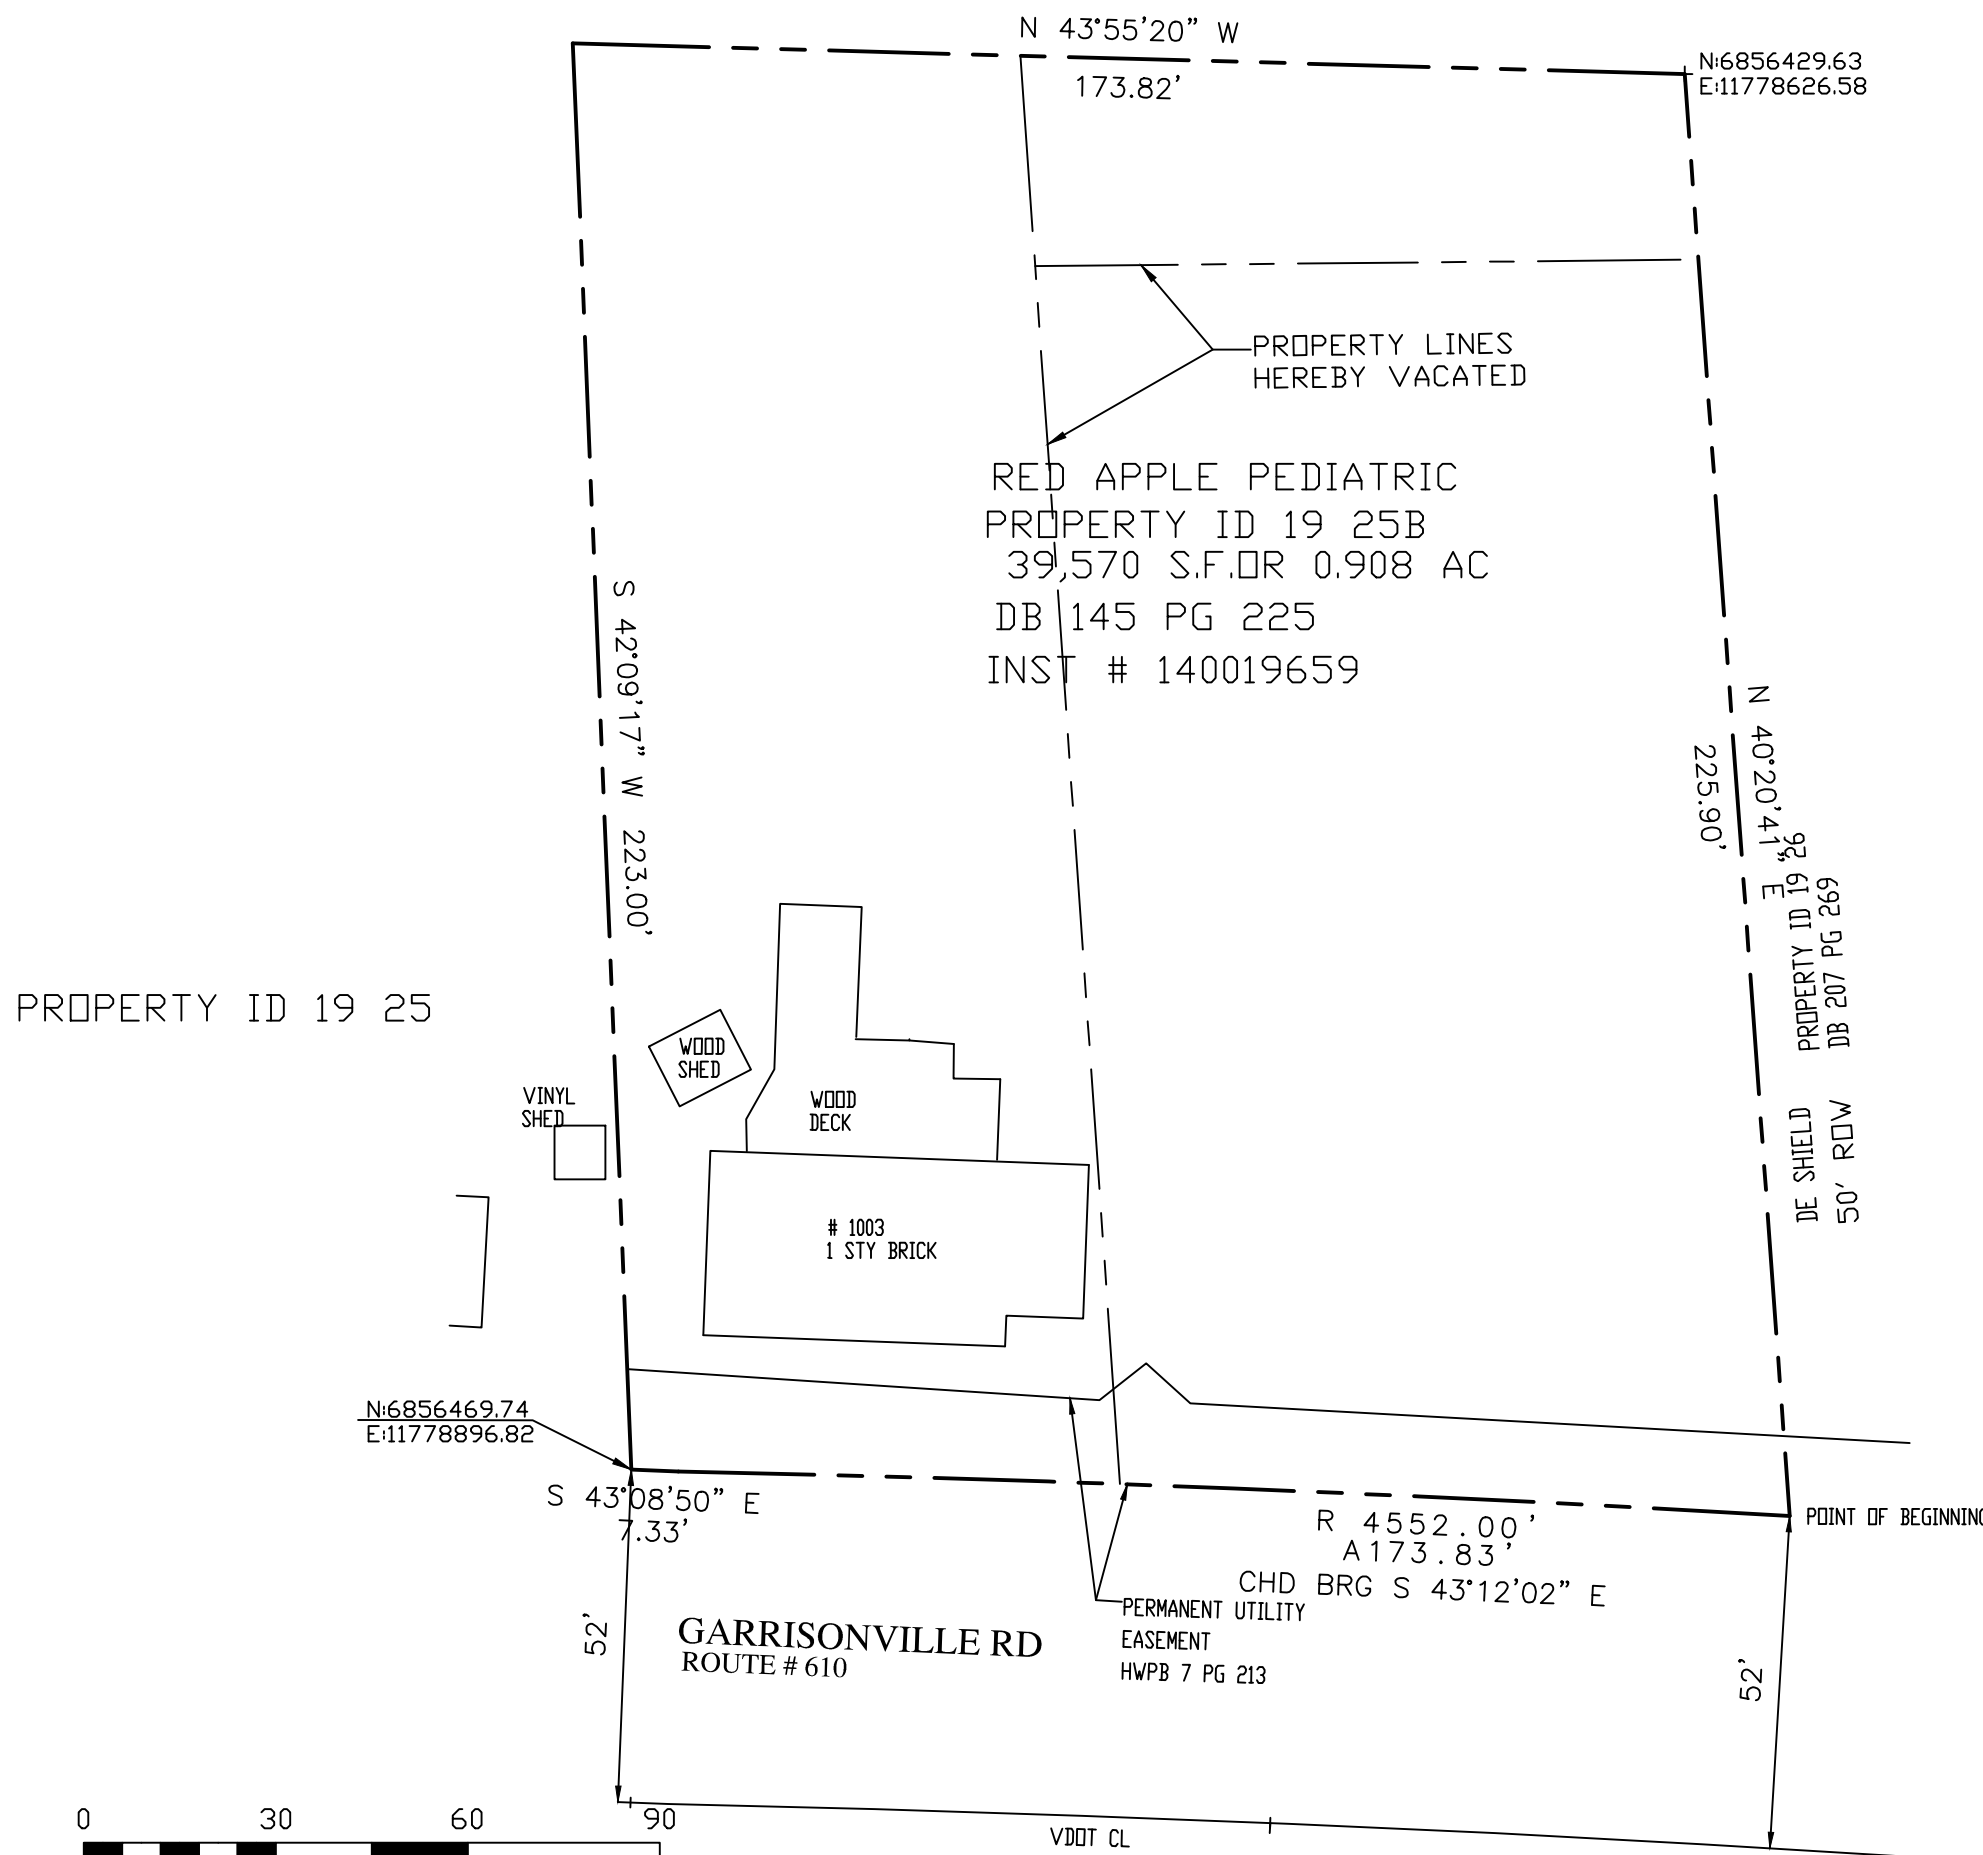 N 43°55'20" W
173.82'
N:6856429.63
E:11778626.58
PROPERTY LINES
HEREBY VACATED
RED APPLE PEDIATRIC
PROPERTY ID 19 25B
39,570 S.F.OR 0.908 AC
DB 145 PG 225
INST # 140019659
S 42°09'17" W 223.00'
N 40°20'41" E
225.90'
PROPERTY ID 19 26
DB 207 PG 269
DE SHIELD
50' ROW
PROPERTY ID 19 25
WOOD
SHED
VINYL
SHED
WOOD
DECK
# 1003
1 STY BRICK
N:6856469.74
E:11778896.82
S 43°08'50" E
7.33'
R 4552.00'
A173.83'
CHD BRG S 43°12'02" E
POINT OF BEGINNING
PERMANENT UTILITY
EASEMENT
HWPB 7 PG 213
52'
GARRISONVILLE RD
ROUTE # 610
52'
0 30 60 90
VDOT CL